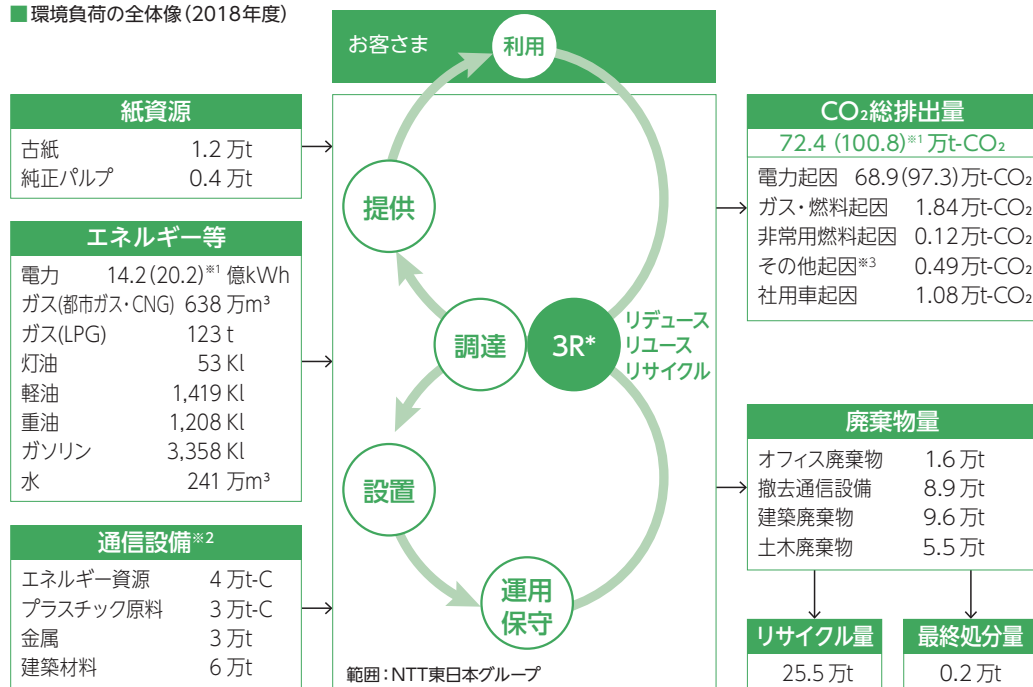 ■環境負荷の全体像(2018年度)
お客さま
利用
紙資源
古紙 1.2 万t
純正パルプ 0.4 万t
エネルギー等
電力 14.2(20.2)※1 億kWh
ガス(都市ガス・CNG) 638 万m³
ガス(LPG) 123 t
灯油 53 Kl
軽油 1,419 Kl
重油 1,208 Kl
ガソリン 3,358 Kl
水 241 万m³
通信設備※2
エネルギー資源 4 万t-C
プラスチック原料 3 万t-C
金属 3 万t
建築材料 6 万t
提供
調達
3R*
リデュース
リユース
リサイクル
設置
運用
保守
範囲:NTT東日本グループ
CO₂総排出量
72.4 (100.8)※1 万t-CO₂
電力起因 68.9(97.3)万t-CO₂
ガス・燃料起因 1.84万t-CO₂
非常用燃料起因 0.12万t-CO₂
その他起因※3 0.49万t-CO₂
社用車起因 1.08万t-CO₂
廃棄物量
オフィス廃棄物 1.6 万t
撤去通信設備 8.9 万t
建築廃棄物 9.6 万t
土木廃棄物 5.5 万t
リサイクル量
25.5 万t
最終処分量
0.2 万t